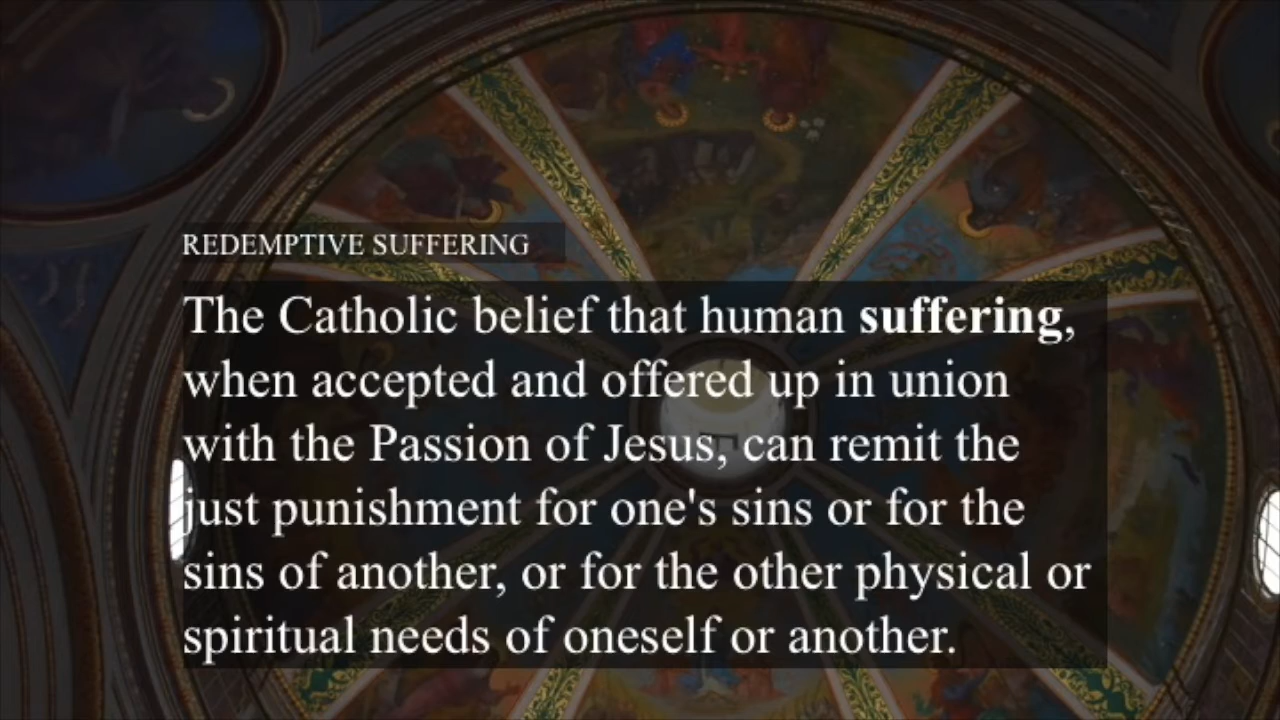 REDEMPTIVE SUFFERING
The Catholic belief that human suffering,
when accepted and offered up in union
with the Passion of Jesus, can remit the
just punishment for one's sins or for the
sins of another, or for the other physical or
spiritual needs of oneself or another.